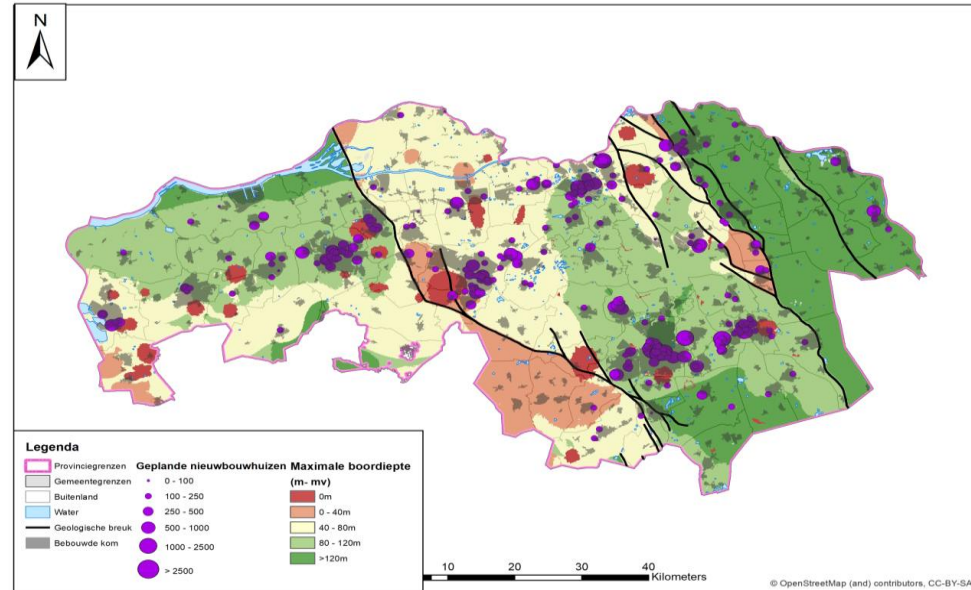 N
Legenda
Provinciegrenzen
Gemeentegrenzen
Buitenland
Water
Geologische breuk
Bebouwde kom
Geplande nieuwbouwhuizen
0 - 100
100 - 250
250 - 500
500 - 1000
1000 - 2500
> 2500
Maximale boordiepte
(m- mv)
0m
0 - 40m
40 - 80m
80 - 120m
>120m
10 20 30 40
Kilometers
© OpenStreetMap (and) contributors, CC-BY-SA